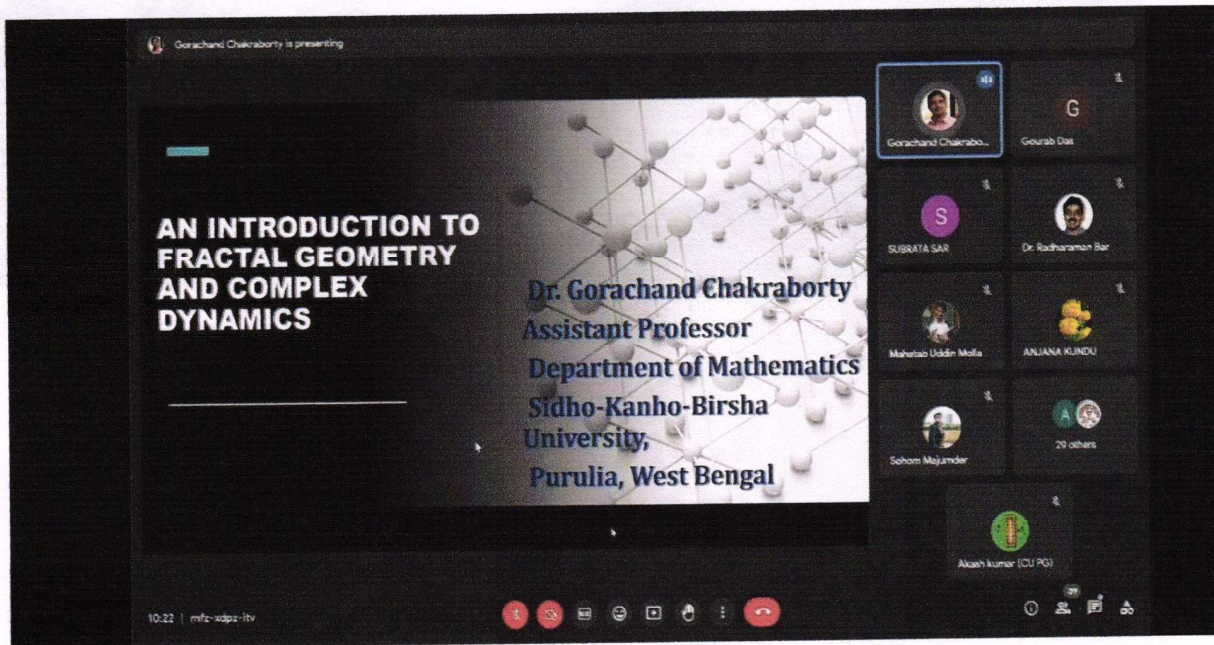 Gorachand Chakraborty is presenting
AN INTRODUCTION TO
FRACTAL GEOMETRY
AND COMPLEX
DYNAMICS
Dr. Gorachand Chakraborty
Assistant Professor
Department of Mathematics
Sidho-Kanho-Birsha
University,
Purulia, West Bengal
Gorachand Chakrabo...
G
Gourab Das
S
SUBRATA SAR
Dr. Radharaman Bar
Mahatab Uddin Molla
ANJANA KUNDU
Sohom Majumder
A
29 others
Akash kumar (CU PG)
10:22 | mfz-xdpz-itv
39